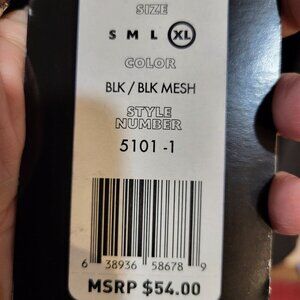 SIZE
S M L XL
COLOR
BLK / BLK MESH
STYLE
NUMBER
5101 -1
6 38936 58678 9
MSRP $54.00